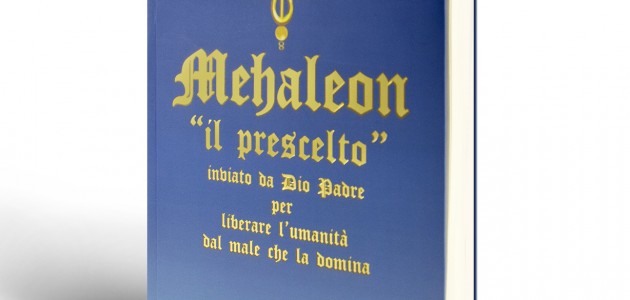 Mehaleon
“il prescelto”
inviato da Dio Padre
per
liberare l'umanità
dal male che la domina